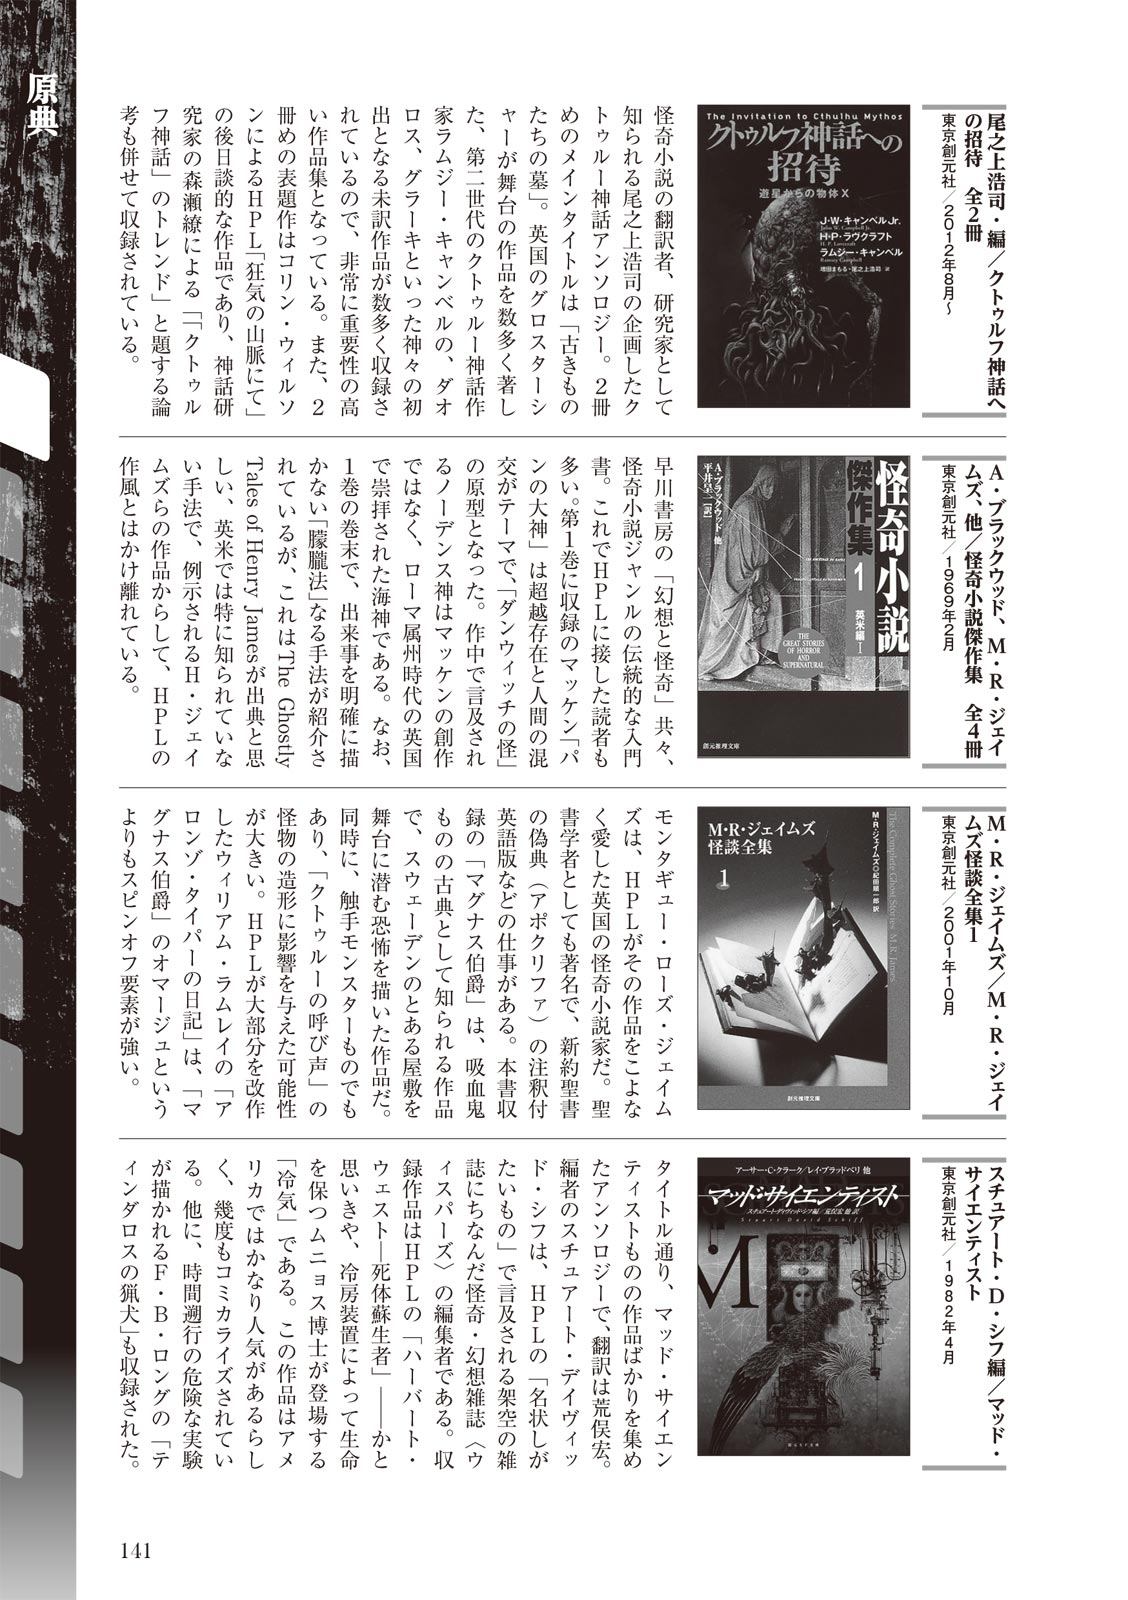 原典
尾之上浩司・編／クトゥルフ神話へ
の招待　全2冊
東京創元社／2012年8月～
The Invitation to Cthulhu Mythos
クトゥルフ神話への
招待
遊星からの物体X
J・W・キャンベルJr.
John W. Campbell Jr.
H・P・ラヴクラフト
H. P. Lovecraft
ラムジー・キャンベル
Ramsey Campbell
増田まもる・尾之上浩司 訳
怪奇小説の翻訳者、研究家として
知られる尾之上浩司の企画したク
トゥルー神話アンソロジー。2冊
めのメインタイトルは「古きもの
たちの墓」。英国のグロスターシ
ャーが舞台の作品を数多く著し
た、第二世代のクトゥルー神話作
家ラムジー・キャンベルの、ダオ
ロス、グラーキといった神々の初
出となる未訳作品が数多く収録さ
れているので、非常に重要性の高
い作品集となっている。また、2
冊めの表題作はコリン・ウィルソ
ンによるHPL「狂気の山脈にて」
の後日談的な作品であり、神話研
究家の森瀬繚による「「クトゥル
フ神話」のトレンド」と題する論
考も併せて収録されている。
A・ブラックウッド、M・R・ジェイ
ムズ、他／怪奇小説傑作集　全4冊
東京創元社／1969年2月
怪奇小説
傑作集
1
英米編I
A・ブラックウッド 他
平井呈一［訳］
THE
GREAT STORIES
OF HORROR
AND
SUPERNATURAL
創元推理文庫
早川書房の「幻想と怪奇」共々、
怪奇小説ジャンルの伝統的な入門
書。これでHPLに接した読者も
多い。第1巻に収録のマッケン「パ
ンの大神」は超越存在と人間の混
交がテーマで、「ダンウィッチの怪」
の原型となった。作中で言及され
るノーデンス神はマッケンの創作
ではなく、ローマ属州時代の英国
で崇拝された海神である。なお、
1巻の巻末で、出来事を明確に描
かない「朦朧法」なる手法が紹介さ
れているが、これはThe Ghostly
Tales of Henry Jamesが出典と思
しい、英米では特に知られていな
い手法で、例示されるH・ジェイ
ムズらの作品からして、HPLの
作風とはかけ離れている。
M・R・ジェイムズ／M・R・ジェイ
ムズ怪談全集1
東京創元社／2001年10月
M・R・ジェイムズ
怪談全集
1
M・R・ジェイムズ◎紀田順一郎 訳
The Complete Ghost Stories M.R. James
創元推理文庫
モンタギュー・ローズ・ジェイム
ズは、HPLがその作品をこよな
く愛した英国の怪奇小説家だ。聖
書学者としても著名で、新約聖書
の偽典（アポクリファ）の注釈付
英語版などの仕事がある。本書収
録の「マグナス伯爵」は、吸血鬼
ものの古典として知られる作品
で、スウェーデンのとある屋敷を
舞台に潜む恐怖を描いた作品だ。
同時に、触手モンスターものでも
あり、「クトゥルーの呼び声」の
怪物の造形に影響を与えた可能性
が大きい。HPLが大部分を改作
したウィリアム・ラムレイの「ア
ロンゾ・タイパーの日記」は、「マ
グナス伯爵」のオマージュという
よりもスピンオフ要素が強い。
スチュアート・D・シフ編／マッド・
サイエンティスト
東京創元社／1982年4月
アーサー・C・クラーク／レイ・ブラッドベリ 他
マッド・サイエンティスト
スチュアート・デイヴィッド・シフ編／荒俣宏 他 訳
Stuart David Schiff
M
創元SF文庫
タイトル通り、マッド・サイエン
ティストものの作品ばかりを集め
たアンソロジーで、翻訳は荒俣宏。
編者のスチュアート・デイヴィッ
ド・シフは、HPLの「名状しが
たいもの」で言及される架空の雑
誌にちなんだ怪奇・幻想雑誌〈ウ
ィスパーズ〉の編集者である。収
録作品はHPLの「ハーバート・
ウェスト―死体蘇生者」――かと
思いきや、冷房装置によって生命
を保つムニョス博士が登場する
「冷気」である。この作品はアメ
リカではかなり人気があるらし
く、幾度もコミカライズされてい
る。他に、時間遡行の危険な実験
が描かれるF・B・ロングの「テ
ィンダロスの猟犬」も収録された。
141